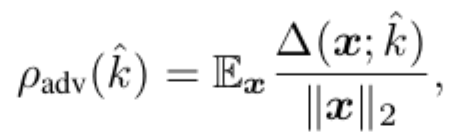 ρ_adv(k̂) = 𝔼_𝒙 Δ(𝒙; k̂) / ‖𝒙‖₂ ,